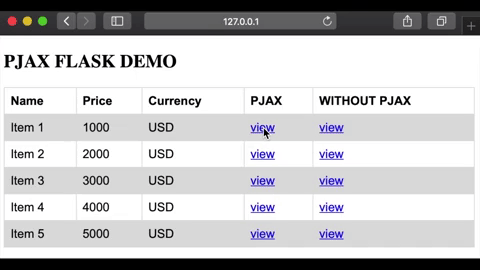 127.0.0.1
PJAX FLASK DEMO
Name Price Currency PJAX WITHOUT PJAX
Item 1 1000 USD view view
Item 2 2000 USD view view
Item 3 3000 USD view view
Item 4 4000 USD view view
Item 5 5000 USD view view